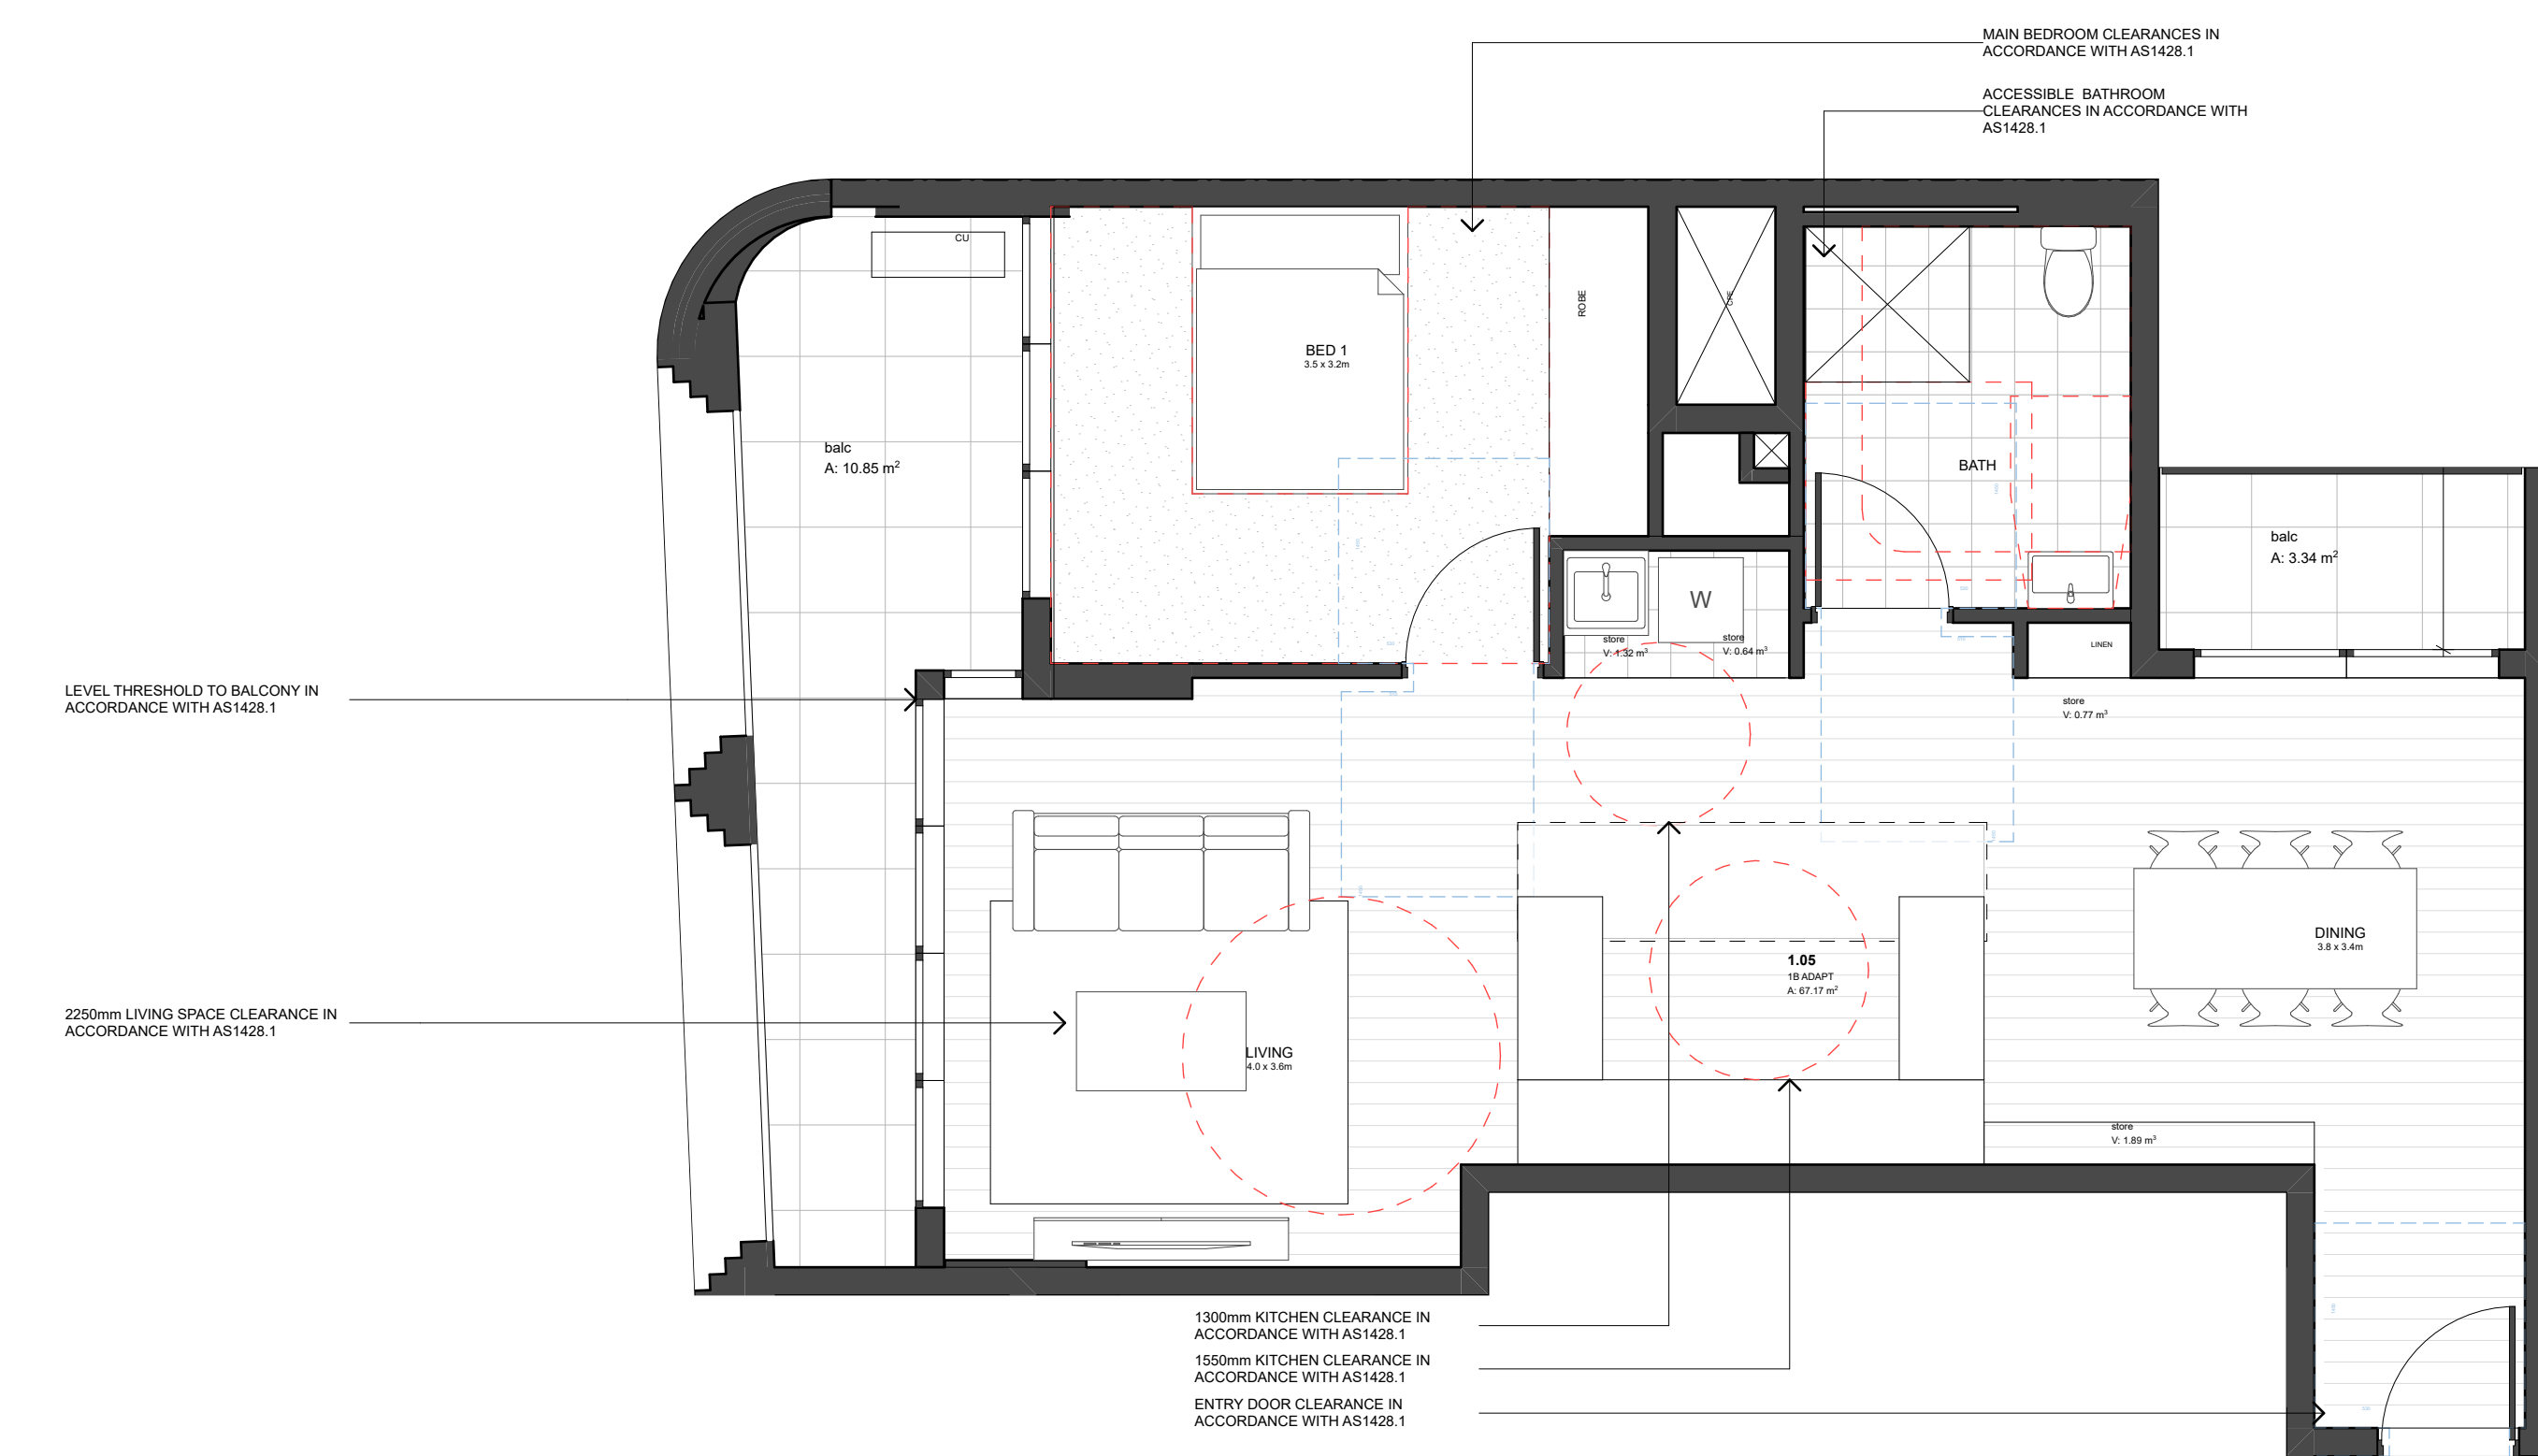 MAIN BEDROOM CLEARANCES IN
ACCORDANCE WITH AS1428.1
ACCESSIBLE BATHROOM
CLEARANCES IN ACCORDANCE WITH
AS1428.1
CU
ROBE
BED 1
3.5 x 3.2m
balc
A: 10.85 m²
BATH
balc
A: 3.34 m²
W
store
V: 1.32 m³
store
V: 0.64 m³
LINEN
store
V: 0.77 m³
LEVEL THRESHOLD TO BALCONY IN
ACCORDANCE WITH AS1428.1
DINING
3.8 x 3.4m
1.05
1B ADAPT
A: 67.17 m²
2250mm LIVING SPACE CLEARANCE IN
ACCORDANCE WITH AS1428.1
LIVING
4.0 x 3.6m
store
V: 1.89 m³
1300mm KITCHEN CLEARANCE IN
ACCORDANCE WITH AS1428.1
1550mm KITCHEN CLEARANCE IN
ACCORDANCE WITH AS1428.1
ENTRY DOOR CLEARANCE IN
ACCORDANCE WITH AS1428.1